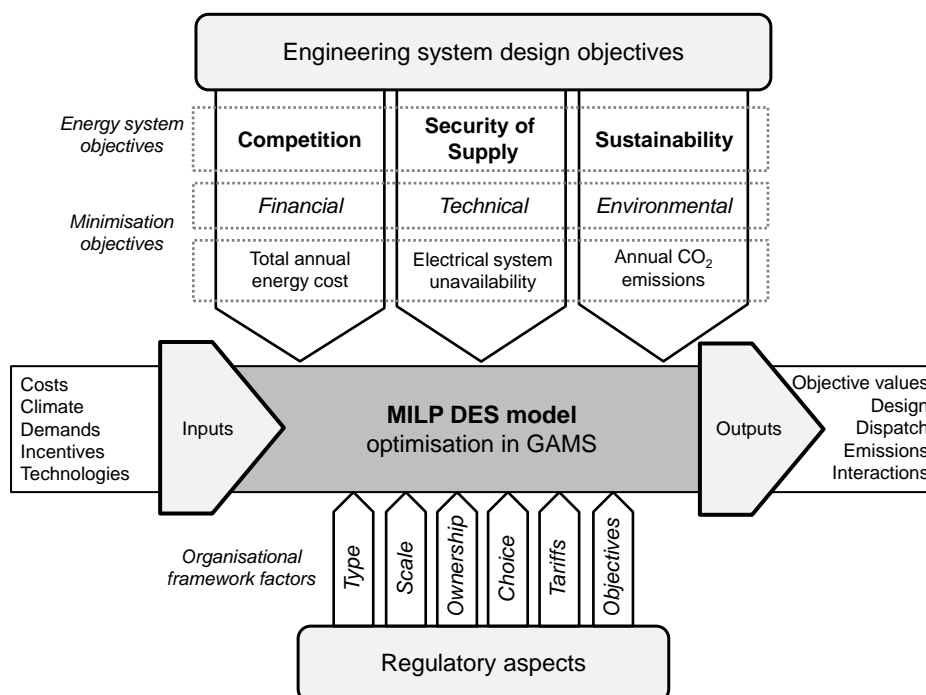 Engineering system design objectives
Energy system
objectives
Competition
Security of
Supply
Sustainability
Minimisation
objectives
Financial
Technical
Environmental
Total annual
energy cost
Electrical system
unavailability
Annual CO₂
emissions
Costs
Climate
Demands
Incentives
Technologies
Inputs
MILP DES model
optimisation in GAMS
Outputs
Objective values
Design
Dispatch
Emissions
Interactions
Organisational
framework factors
Type
Scale
Ownership
Choice
Tariffs
Objectives
Regulatory aspects